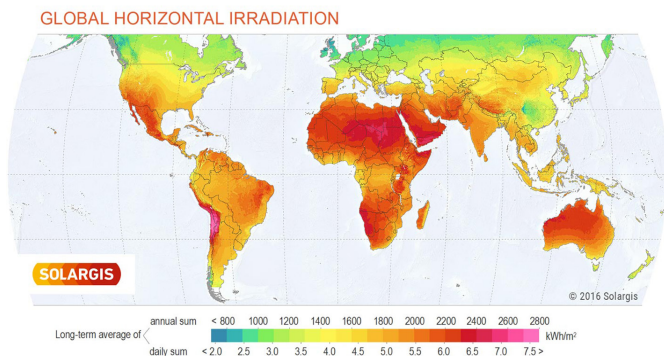 GLOBAL HORIZONTAL IRRADIATION
SOLARGIS
© 2016 Solargis
annual sum < 800 1000 1200 1400 1600 1800 2000 2200 2400 2600 2800
Long-term average of kWh/m²
daily sum < 2.0 2.5 3.0 3.5 4.0 4.5 5.0 5.5 6.0 6.5 7.0 7.5 >